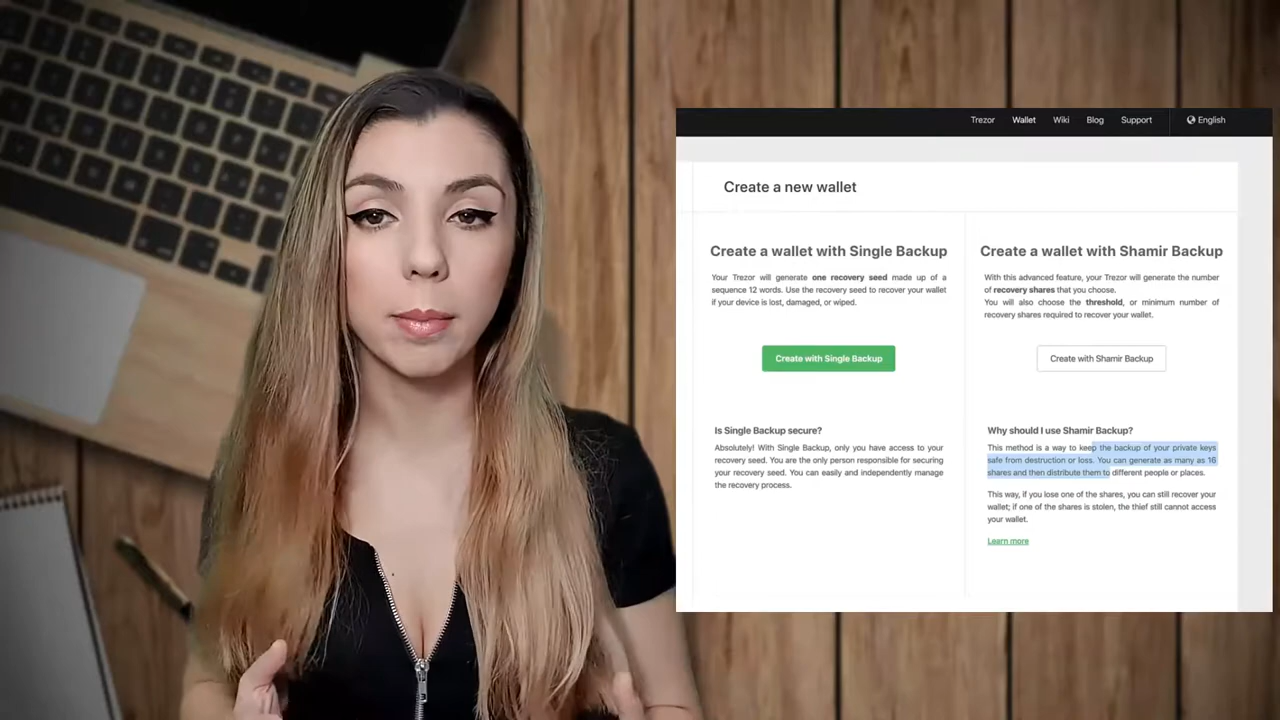 Trezor Wallet Wiki Blog Support English
Create a new wallet
Create a wallet with Single Backup
Your Trezor will generate one recovery seed made up of a
sequence 12 words. Use the recovery seed to recover your wallet
if your device is lost, damaged, or wiped.
Create with Single Backup
Is Single Backup secure?
Absolutely! With Single Backup, only you have access to your
recovery seed. You are the only person responsible for securing
your recovery seed. You can easily and independently manage
the recovery process.
Create a wallet with Shamir Backup
With this advanced feature, your Trezor will generate the number
of recovery shares that you choose.
You will also choose the threshold, or minimum number of
recovery shares required to recover your wallet.
Create with Shamir Backup
Why should I use Shamir Backup?
This method is a way to keep the backup of your private keys
safe from destruction or loss. You can generate as many as 16
shares and then distribute them to different people or places.
This way, if you lose one of the shares, you can still recover your
wallet; if one of the shares is stolen, the thief still cannot access
your wallet.
Learn more